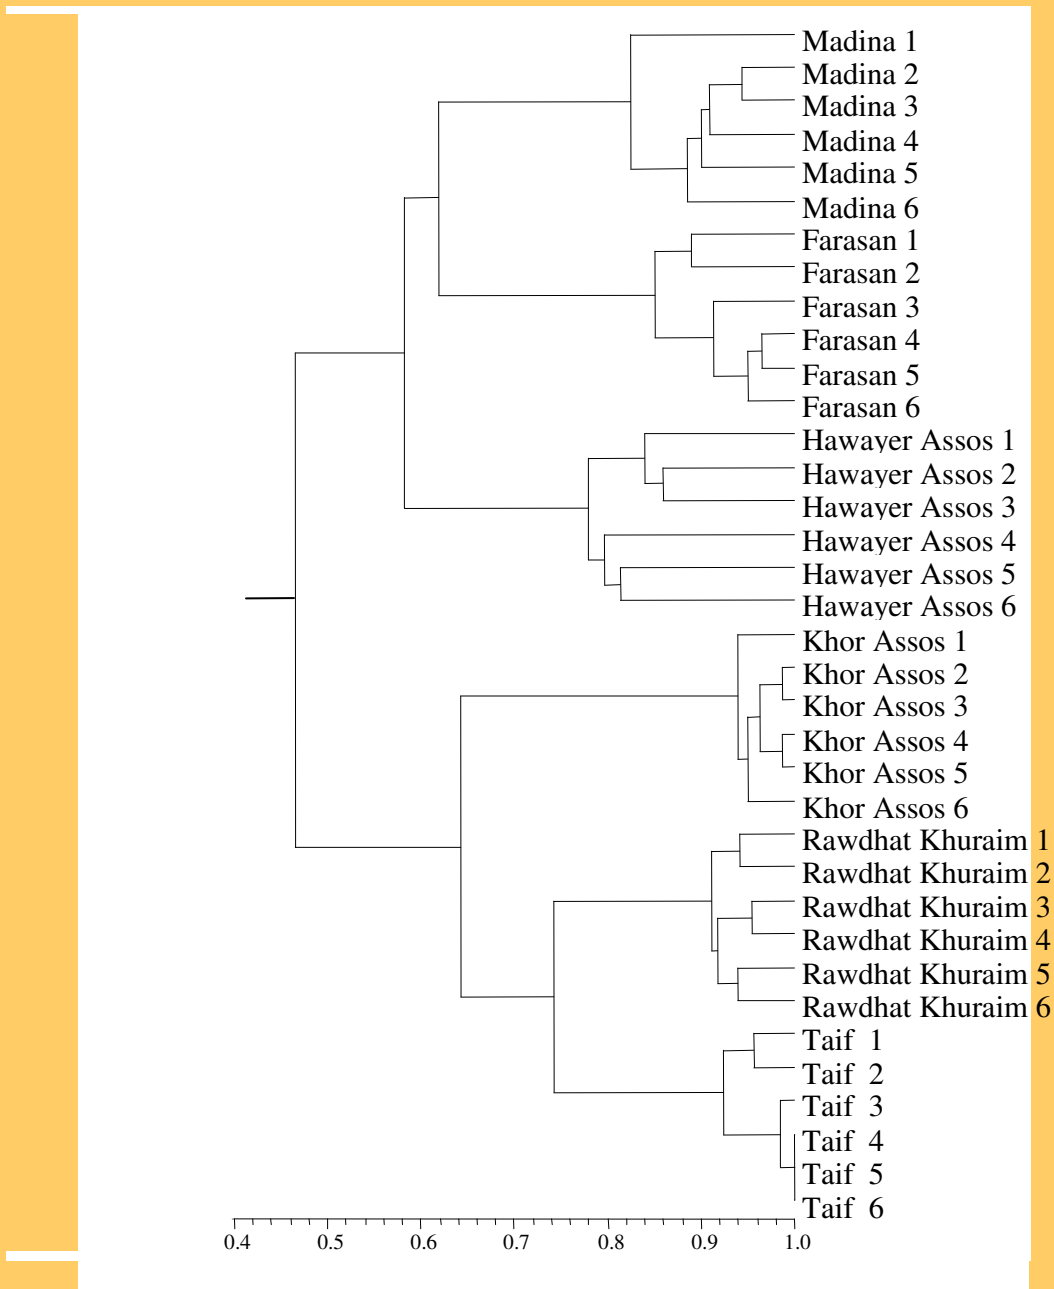 Madina 1
Madina 2
Madina 3
Madina 4
Madina 5
Madina 6
Farasan 1
Farasan 2
Farasan 3
Farasan 4
Farasan 5
Farasan 6
Hawayer Assos 1
Hawayer Assos 2
Hawayer Assos 3
Hawayer Assos 4
Hawayer Assos 5
Hawayer Assos 6
Khor Assos 1
Khor Assos 2
Khor Assos 3
Khor Assos 4
Khor Assos 5
Khor Assos 6
Rawdhat Khuraim 1
Rawdhat Khuraim 2
Rawdhat Khuraim 3
Rawdhat Khuraim 4
Rawdhat Khuraim 5
Rawdhat Khuraim 6
Taif 1
Taif 2
Taif 3
Taif 4
Taif 5
Taif 6
0.4 0.5 0.6 0.7 0.8 0.9 1.0